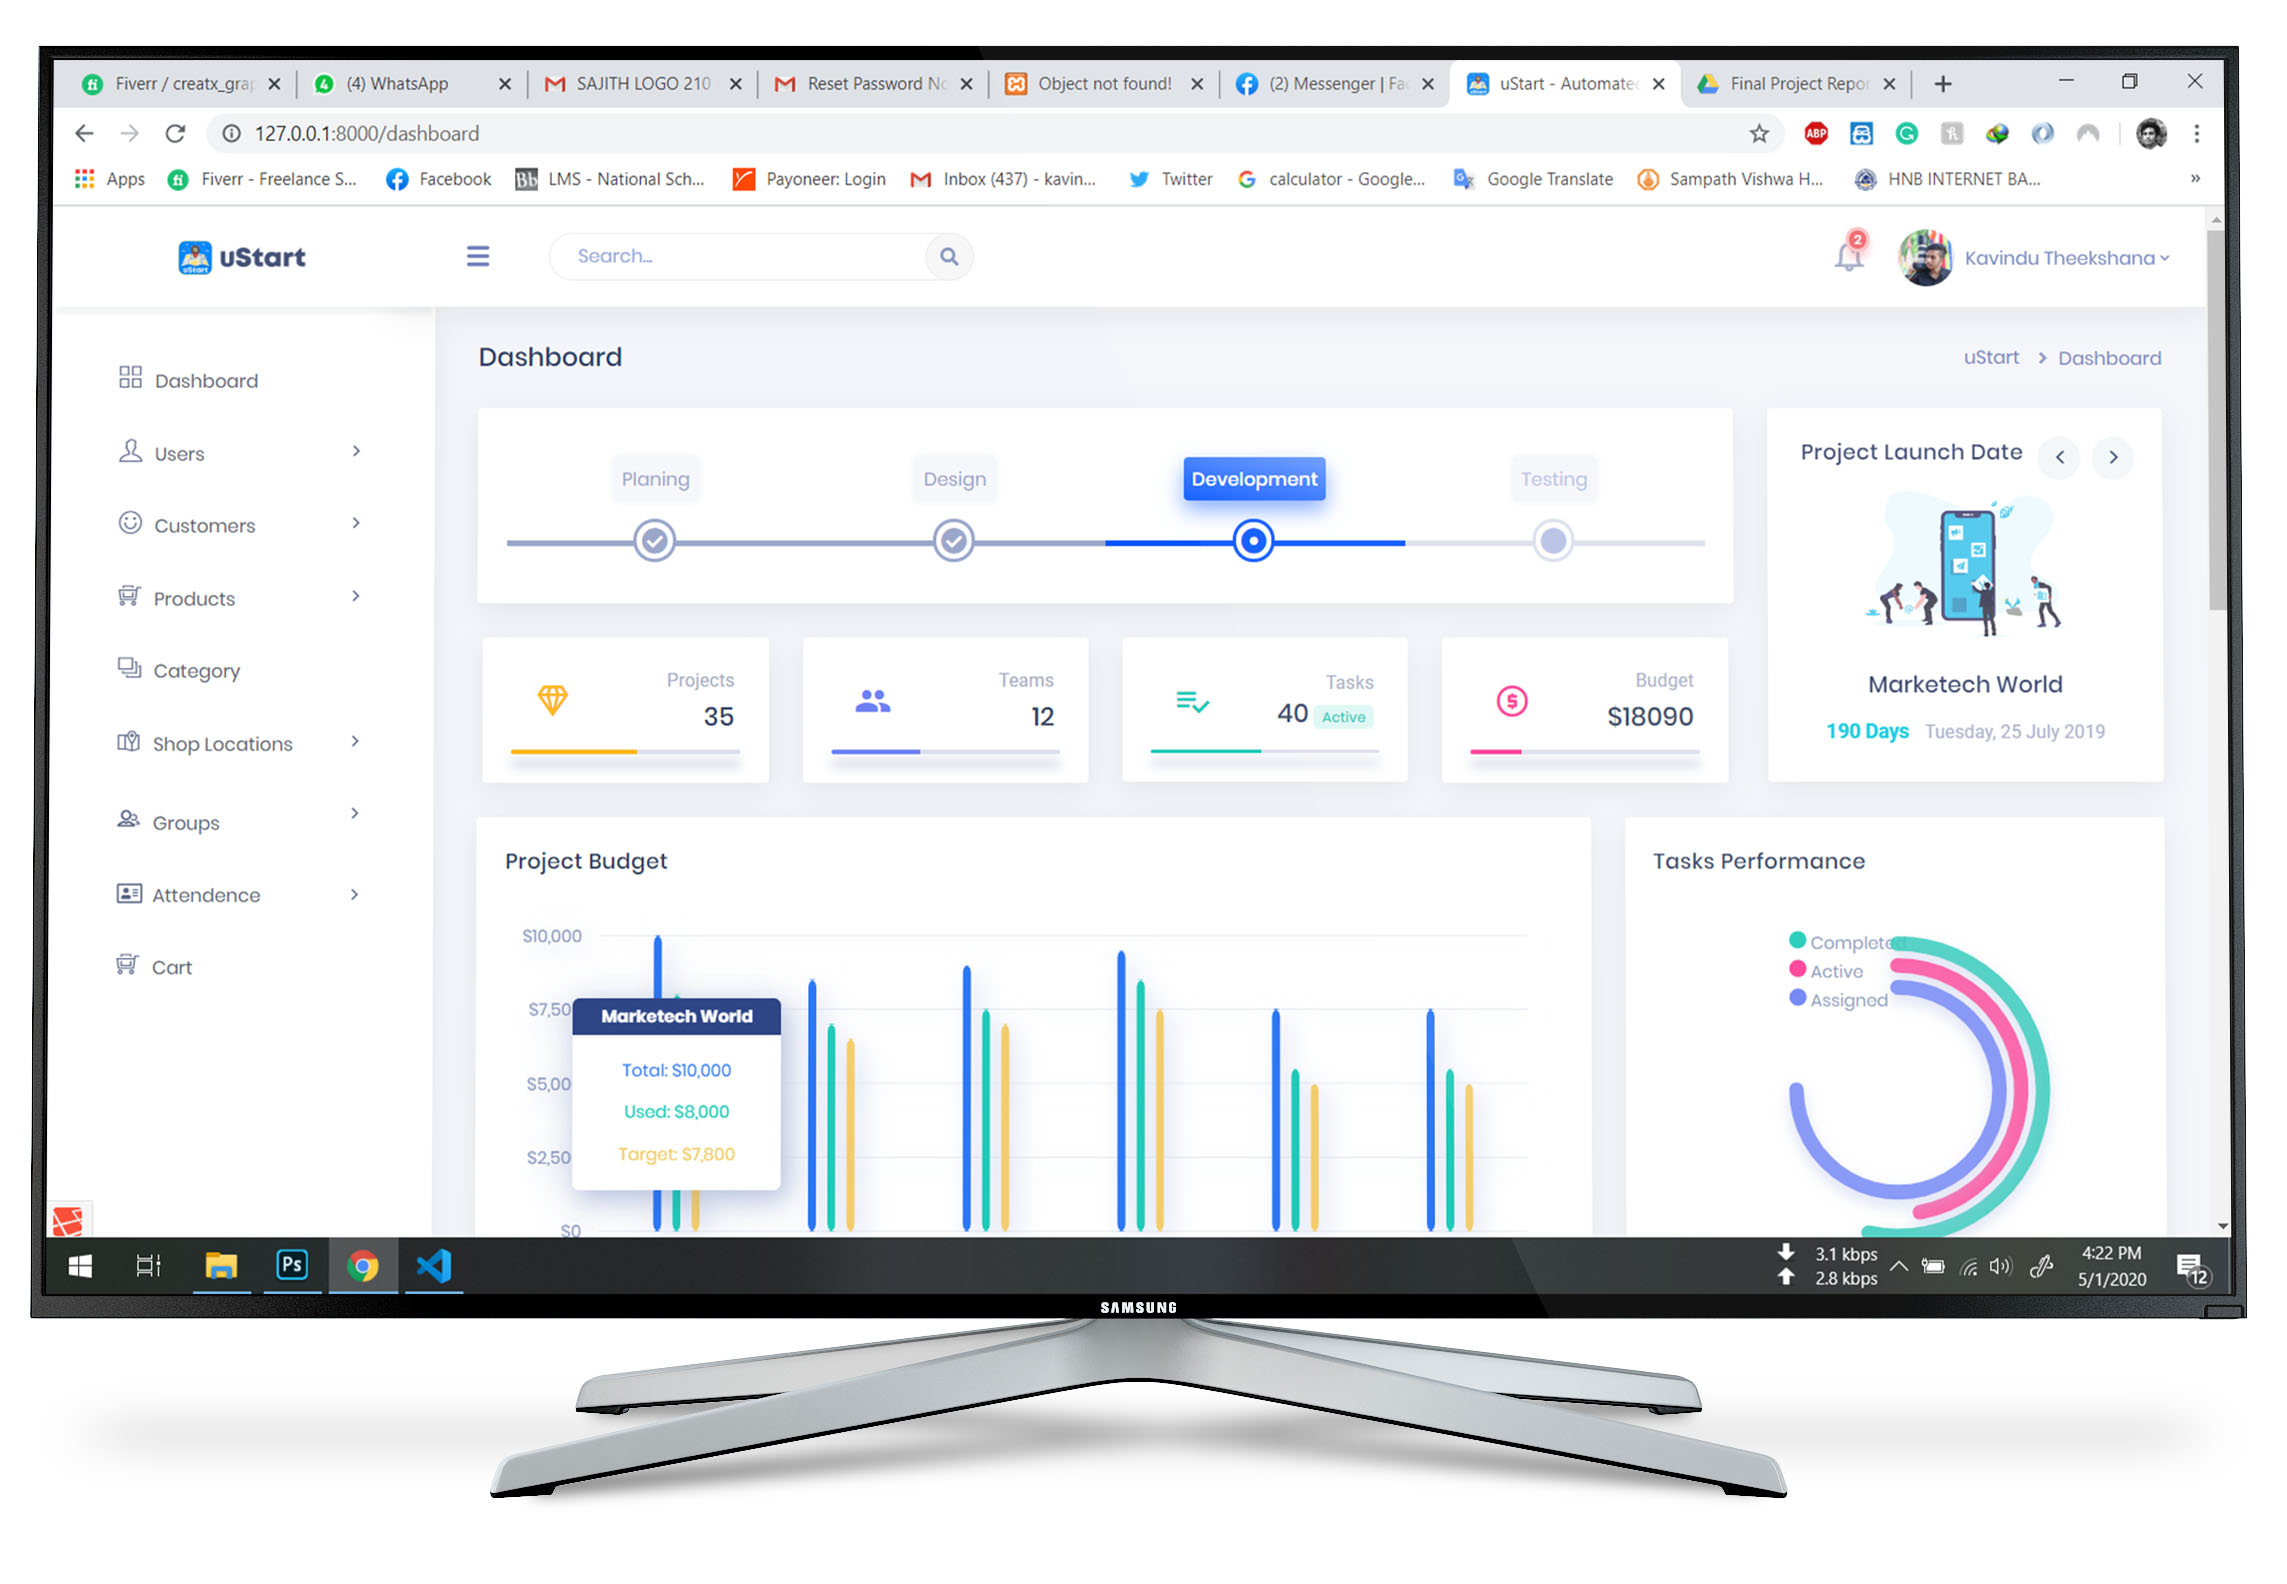 Fiverr / creatx_grap
(4) WhatsApp
SAJITH LOGO 210
Reset Password No
Object not found!
(2) Messenger | Fac
uStart - Automated
Final Project Repor
127.0.0.1:8000/dashboard
ABP
Apps
Fiverr - Freelance S...
Facebook
LMS - National Sch...
Payoneer: Login
Inbox (437) - kavin...
Twitter
calculator - Google...
Google Translate
Sampath Vishwa H...
HNB INTERNET BA...
»
uStart
uStart
Search...
2
Kavindu Theekshana
Dashboard
Users
Customers
Products
Category
Shop Locations
Groups
Attendence
Cart
Dashboard
uStart > Dashboard
Planing
Design
Development
Testing
Project Launch Date
Marketech World
190 Days Tuesday, 25 July 2019
Projects
35
Teams
12
Tasks
40 Active
Budget
$18090
Project Budget
$10,000
$7,50
$5,00
$2,50
$0
Marketech World
Total: $10,000
Used: $8,000
Target: $7,800
Tasks Performance
Completed
Active
Assigned
Ps
3.1 kbps
2.8 kbps
4:22 PM
5/1/2020
12
SAMSUNG